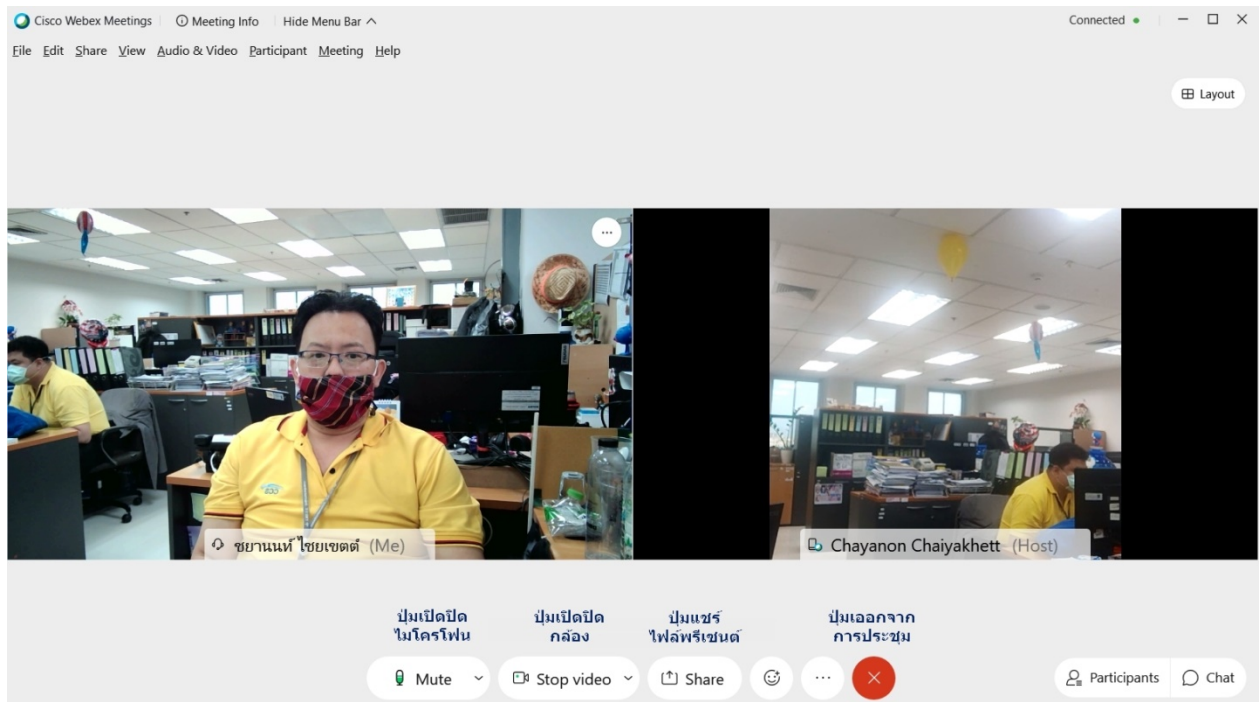 Cisco Webex Meetings
Meeting Info
Hide Menu Bar
Connected
File Edit Share View Audio & Video Participant Meeting Help
Layout
ชยานนท์ ไชยเขตต์ (Me)
Chayanon Chaiyakhett (Host)
ปุ่มเปิดปิด
ไมโครโฟน
ปุ่มเปิดปิด
กล้อง
ปุ่มแชร์
ไฟล์พรีเซนต์
ปุ่มเออกจาก
การประชุม
Mute
Stop video
Share
Participants
Chat